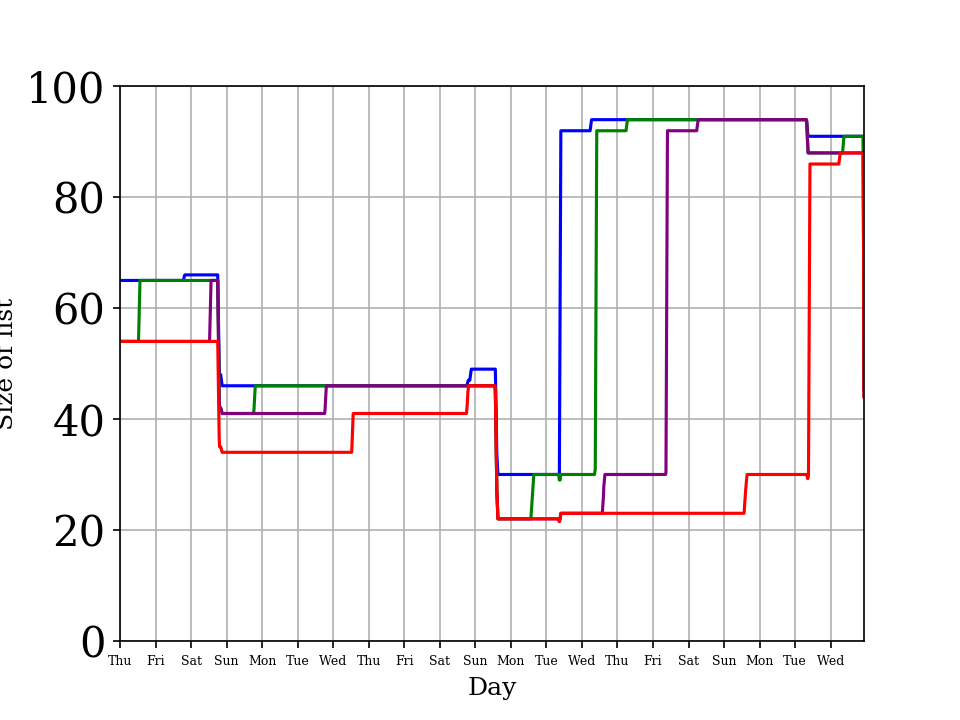 100
80
60
40
20
0
Size of list
Thu Fri Sat Sun Mon Tue Wed Thu Fri Sat Sun Mon Tue Wed Thu Fri Sat Sun Mon Tue Wed
Day